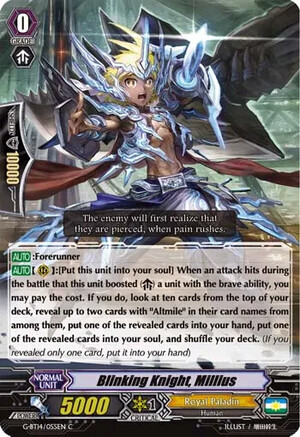 0
GRADE
SHIELD
10000
The enemy will first realize that
they are pierced, when pain rushes.
AUTO:Forerunner
AUTO[ ]:[Put this unit into your soul] When an attack hits during
the battle that this unit boosted a unit with the brave ability, you
may pay the cost. If you do, look at ten cards from the top of your
deck, reveal up to two cards with "Altmile" in their card names from
among them, put one of the revealed cards into your hand, put one
of the revealed cards into your soul, and shuffle your deck. (If you
revealed only one card, put it into your hand)
NORMAL UNIT
Blinking Knight, Millius
POWER
5000
1
CRITICAL
Royal Paladin
Human
G-BT14 / 055EN C
ILLUST /